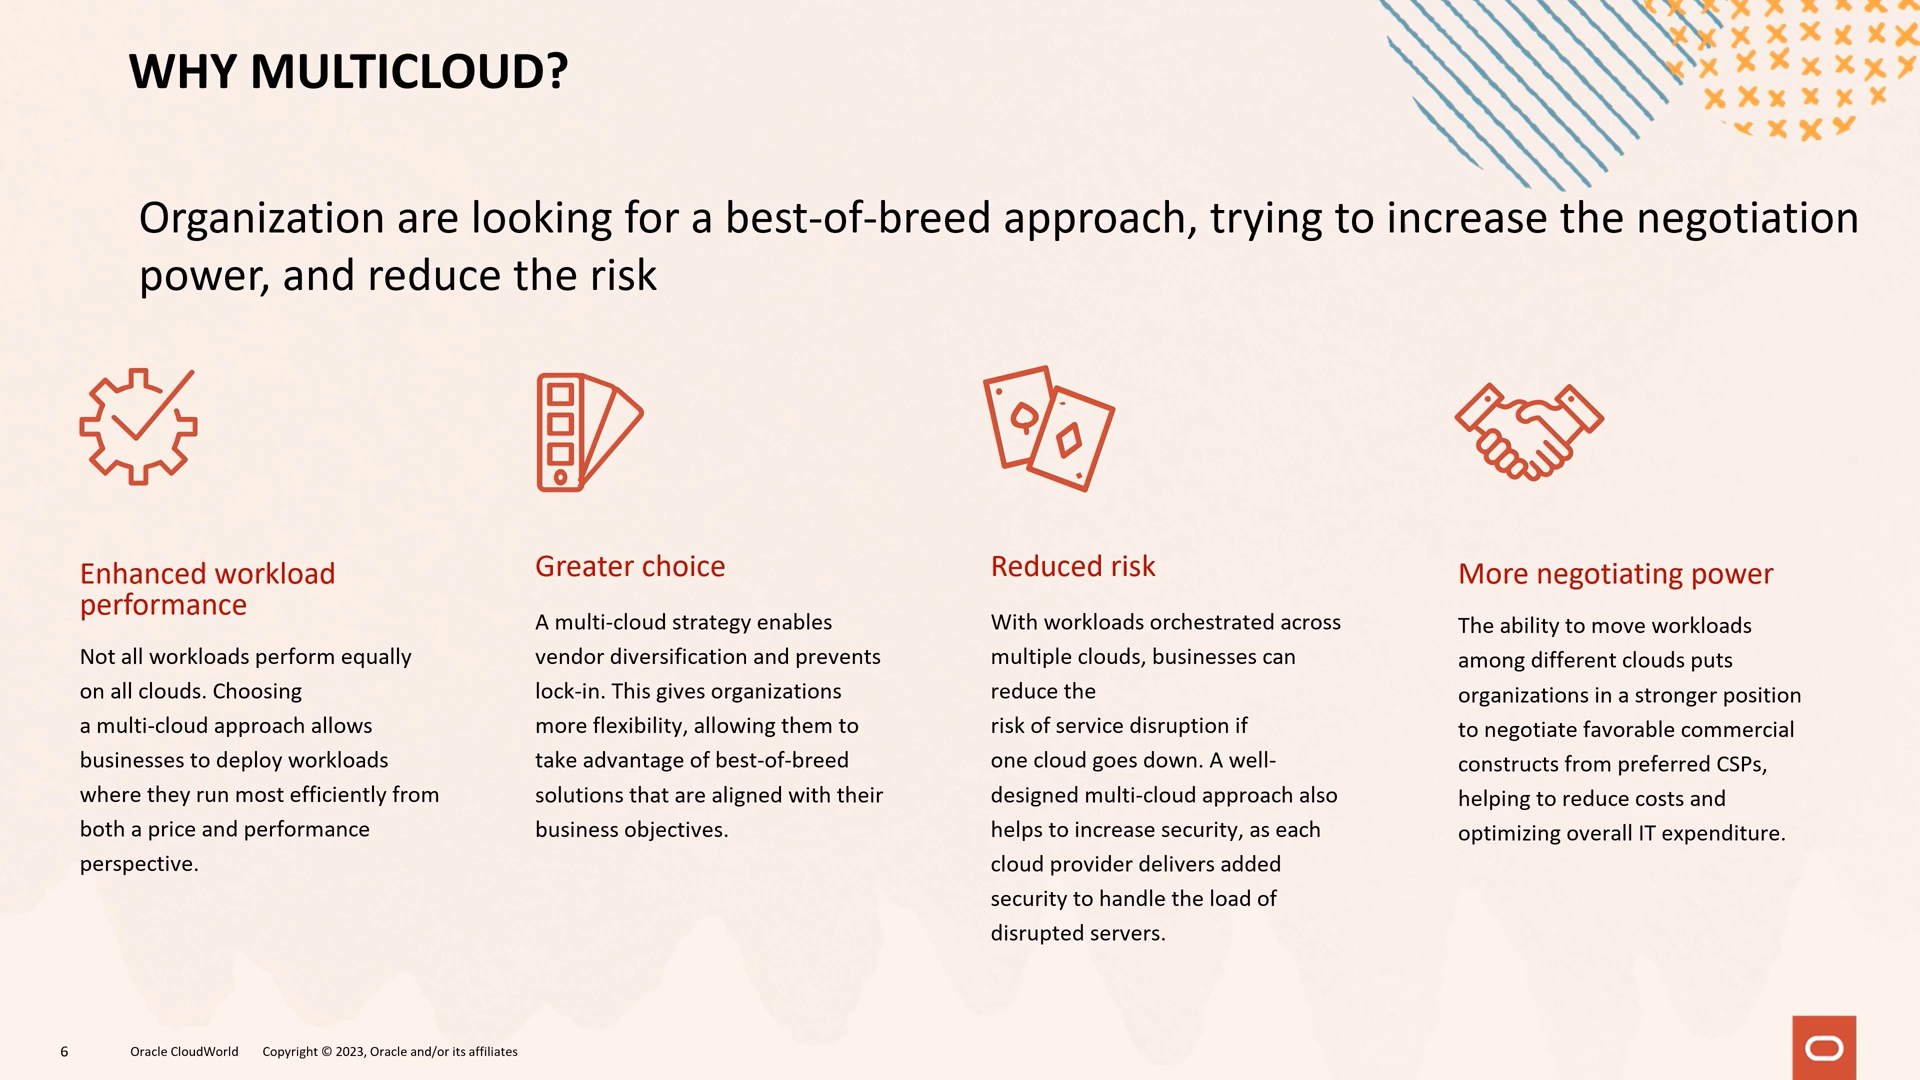 WHY MULTICLOUD?
Organization are looking for a best-of-breed approach, trying to increase the negotiation
power, and reduce the risk
Enhanced workload
performance
Not all workloads perform equally
on all clouds. Choosing
a multi-cloud approach allows
businesses to deploy workloads
where they run most efficiently from
both a price and performance
perspective.
Greater choice
A multi-cloud strategy enables
vendor diversification and prevents
lock-in. This gives organizations
more flexibility, allowing them to
take advantage of best-of-breed
solutions that are aligned with their
business objectives.
Reduced risk
With workloads orchestrated across
multiple clouds, businesses can
reduce the
risk of service disruption if
one cloud goes down. A well-
designed multi-cloud approach also
helps to increase security, as each
cloud provider delivers added
security to handle the load of
disrupted servers.
More negotiating power
The ability to move workloads
among different clouds puts
organizations in a stronger position
to negotiate favorable commercial
constructs from preferred CSPs,
helping to reduce costs and
optimizing overall IT expenditure.
6 Oracle CloudWorld Copyright © 2023, Oracle and/or its affiliates